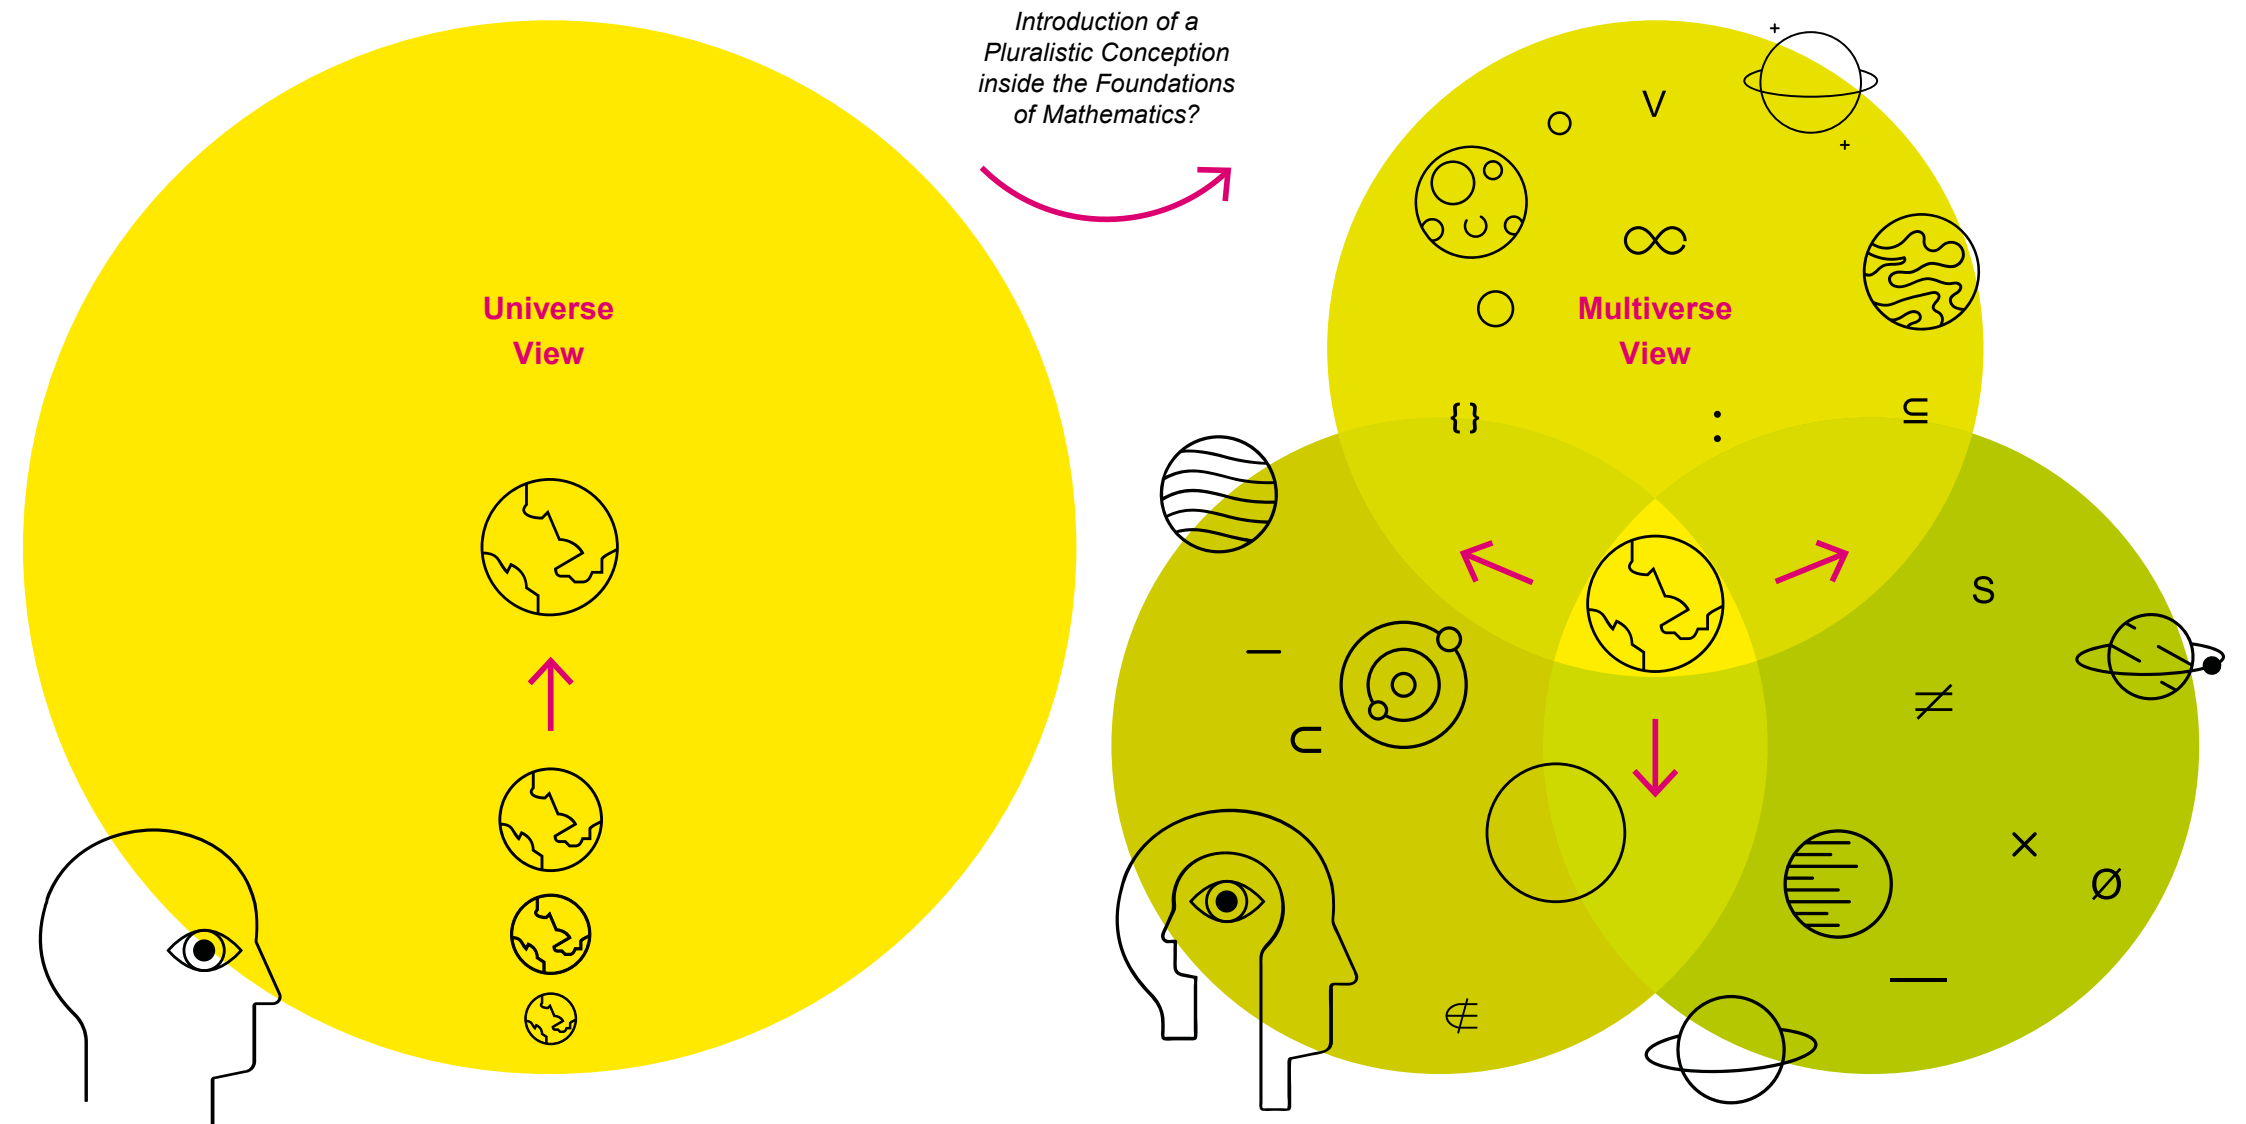 Introduction of a
Pluralistic Conception
inside the Foundations
of Mathematics?
Universe
View
Multiverse
View
V
∞
{ }
:
⊆
S
—
≠
⊂
×
Ø
—
∉
+
+